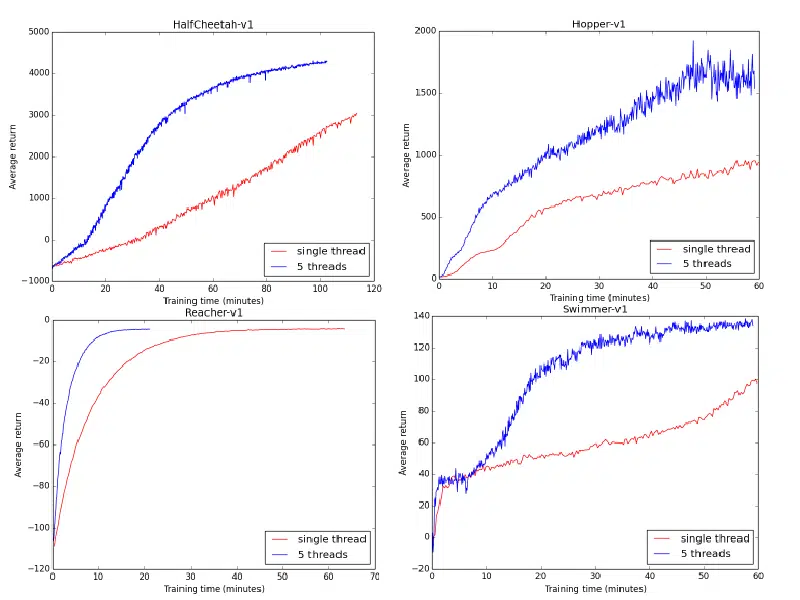 HalfCheetah-v1
5000
4000
3000
2000
1000
0
−1000
Average return
0 20 40 60 80 100 120
Training time (minutes)
single thread
5 threads
Hopper-v1
2000
1500
1000
500
0
Average return
0 10 20 30 40 50 60
Training time (minutes)
single thread
5 threads
Reacher-v1
0
−20
−40
−60
−80
−100
−120
Average return
0 10 20 30 40 50 60 70
Training time (minutes)
single thread
5 threads
Swimmer-v1
140
120
100
80
60
40
20
0
−20
Average return
0 10 20 30 40 50 60
Training time (minutes)
single thread
5 threads